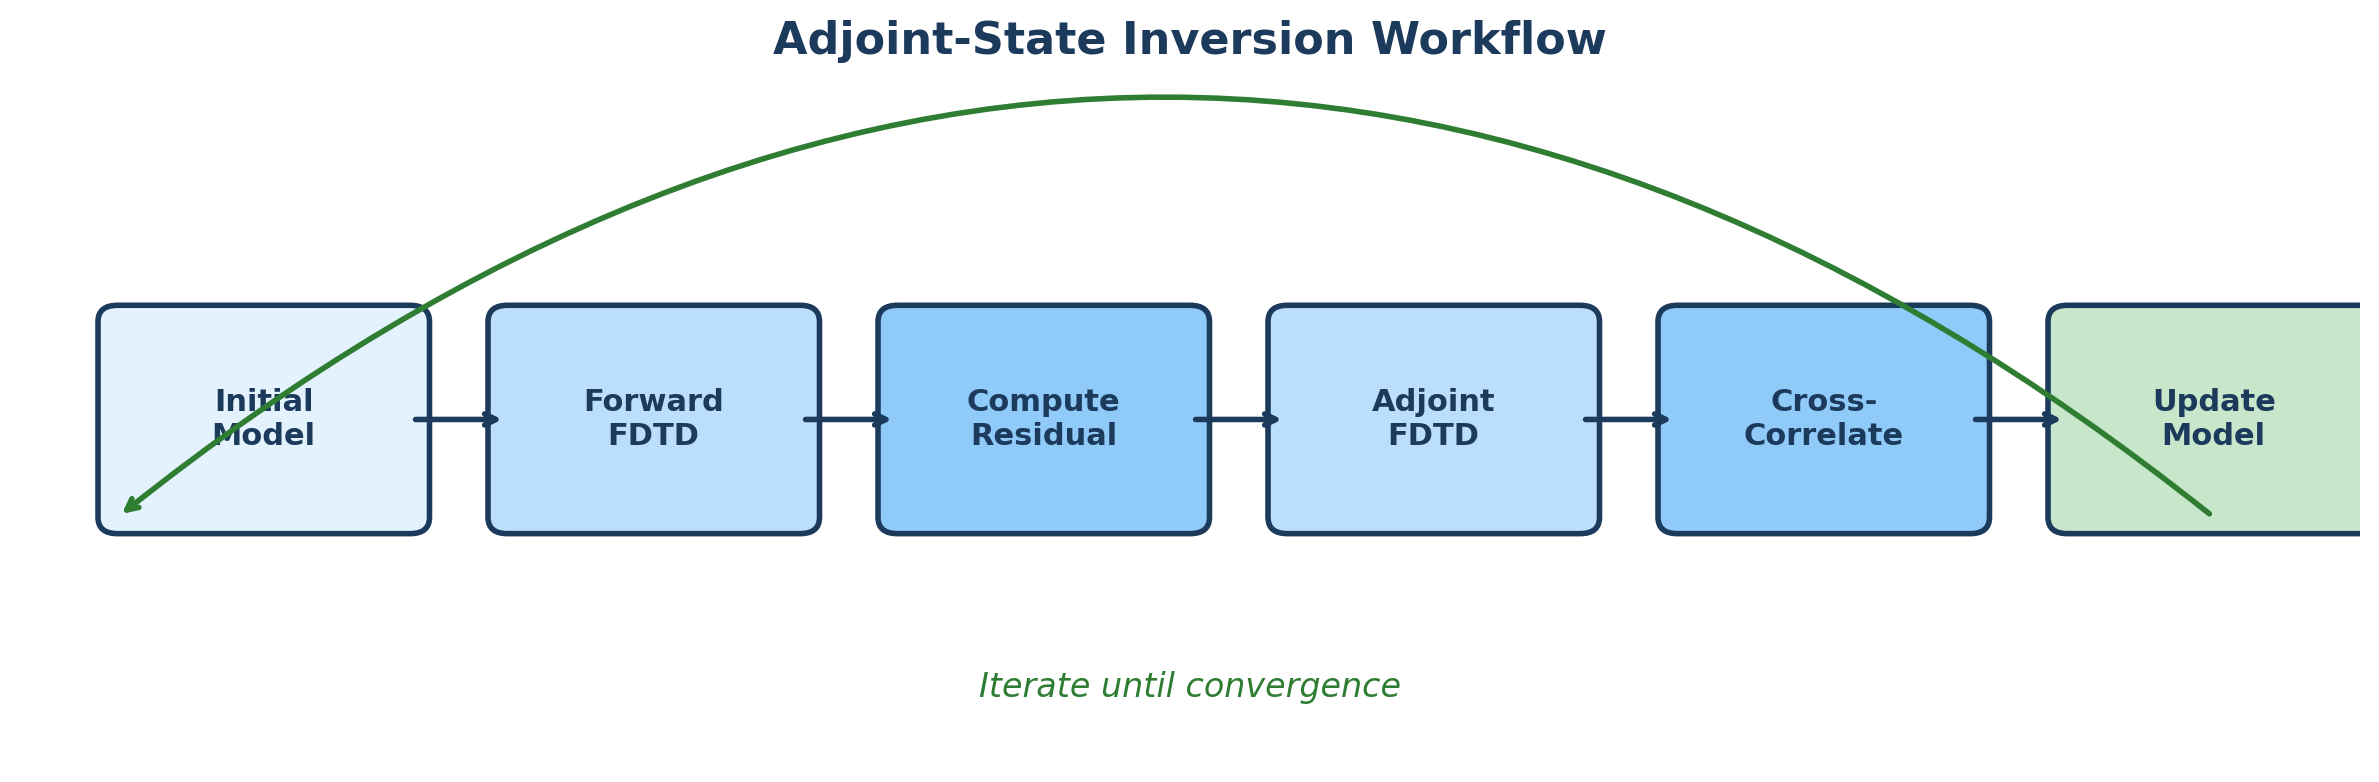 Adjoint-State Inversion Workflow
Initial
Model
Forward
FDTD
Compute
Residual
Adjoint
FDTD
Cross-
Correlate
Update
Model
Iterate until convergence